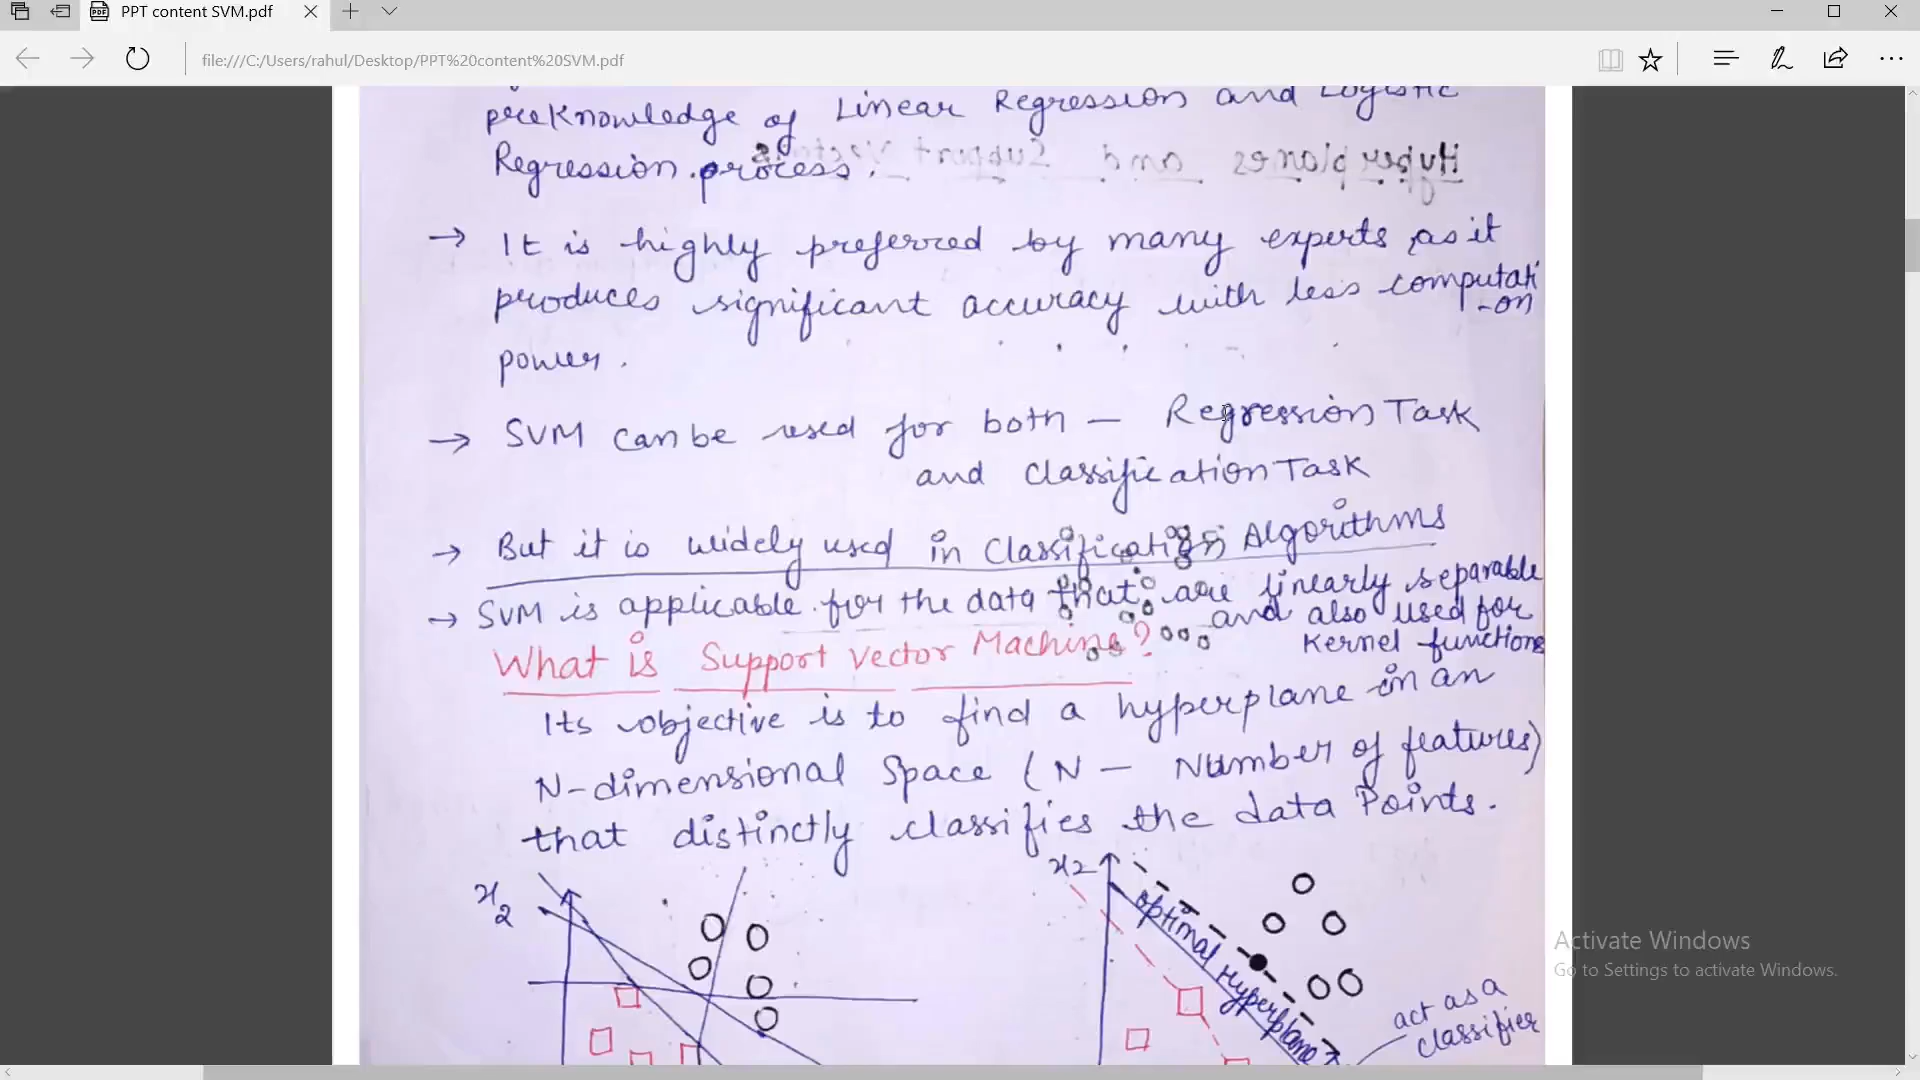 PPT content SVM.pdf
file:///C:/Users/rahul/Desktop/PPT%20content%20SVM.pdf
preKnowledge of Linear Regression and Logistic
Regression process.
→ It is highly preferred by many experts, as it
produces significant accuracy with less computati
-on
power.
→ SVM can be used for both — Regression Task
and Classification Task
→ But it is widely used in Classification Algorithms
→ SVM is applicable for the data that are linearly separable
and also used for
Kernel functions
What is Support Vector Machine?
Its objective is to find a hyperplane in an
N-dimensional Space (N — Number of features)
that distinctly classifies the data Points.
x2
x2
optimal Hyperplane
act as a
classifier
Activate Windows
Go to Settings to activate Windows.